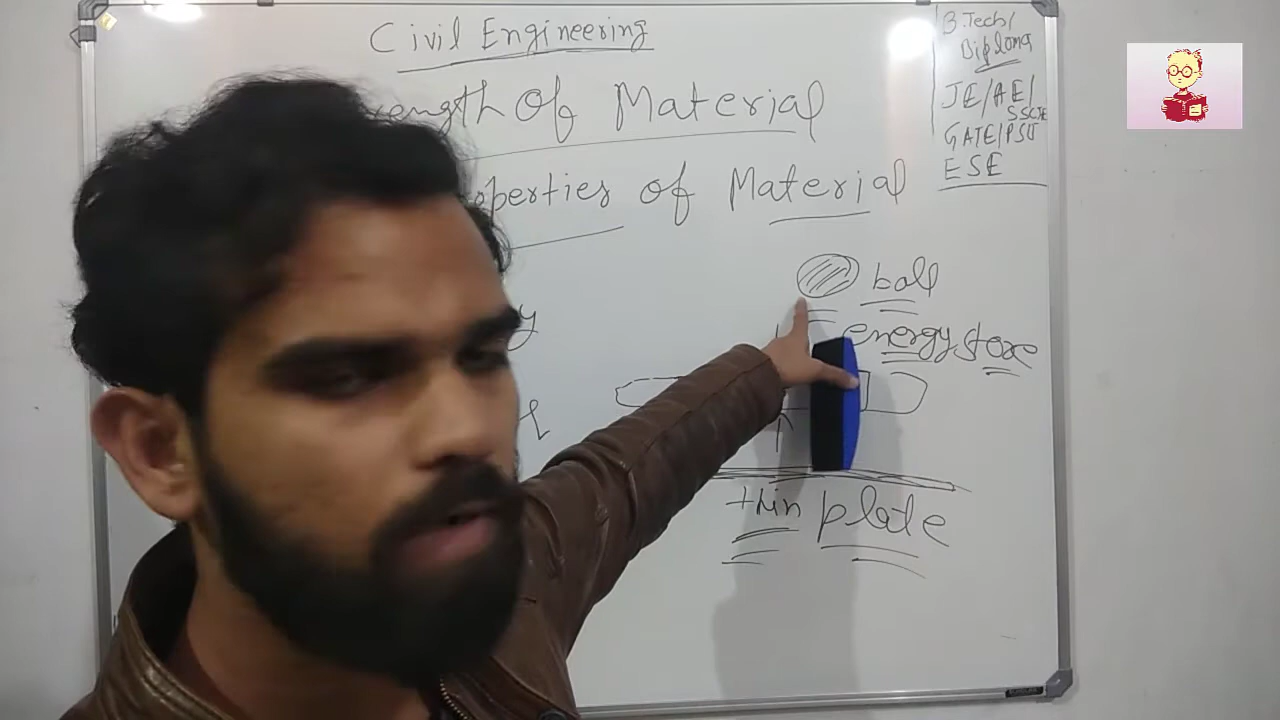 Civil Engineering
rength Of Material
operties of Material
B.Tech/
Diploma
JE/AE/
SSCJE
GATE/PSU
ESE
ball
y
energy store
l
thin plate